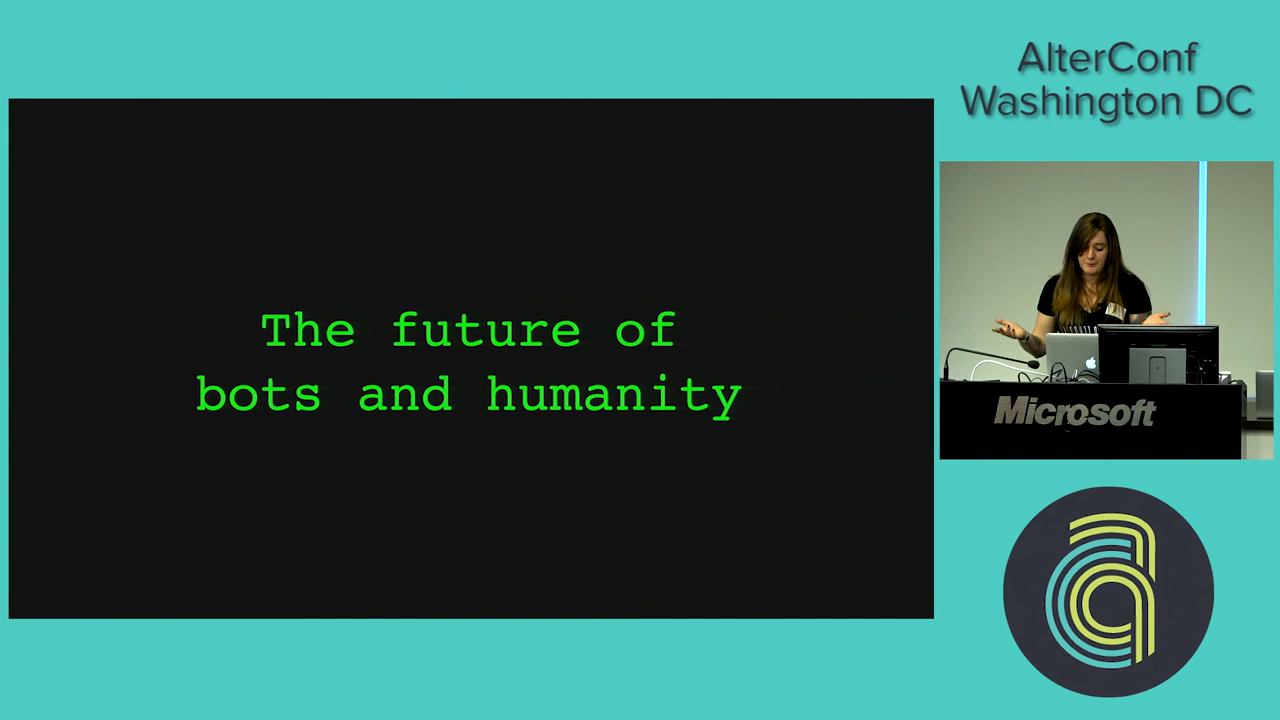 AlterConf
Washington DC
The future of
bots and humanity
Microsoft